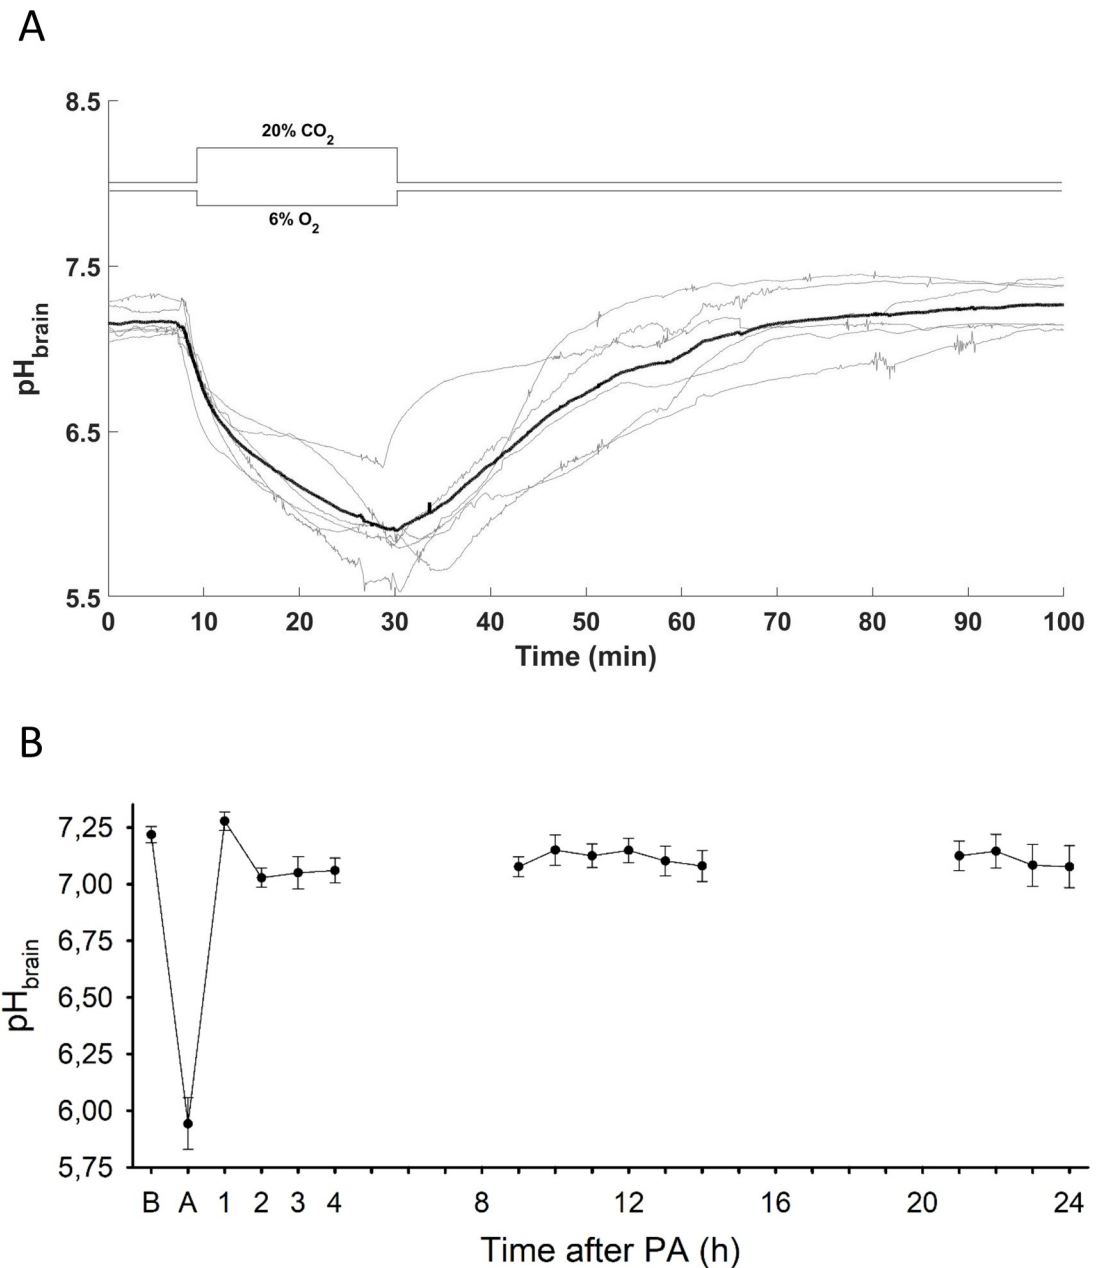 A
8.5
20% CO2
6% O2
7.5
pHbrain
6.5
5.5
0 10 20 30 40 50 60 70 80 90 100
Time (min)
B
7,25
7,00
6,75
6,50
pHbrain
6,25
6,00
5,75
B A 1 2 3 4 8 12 16 20 24
Time after PA (h)